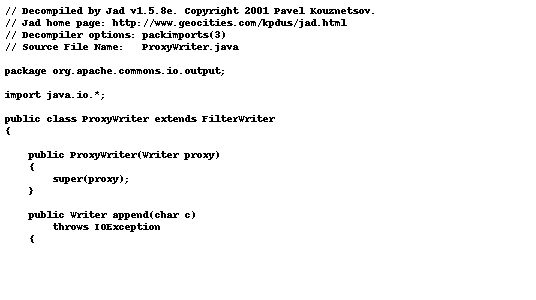 // Decompiled by Jad v1.5.8e. Copyright 2001 Pavel Kouznetsov.
// Jad home page: http://www.geocities.com/kpdus/jad.html
// Decompiler options: packimports(3)
// Source File Name:   ProxyWriter.java

package org.apache.commons.io.output;

import java.io.*;

public class ProxyWriter extends FilterWriter
{

    public ProxyWriter(Writer proxy)
    {
        super(proxy);
    }

    public Writer append(char c)
        throws IOException
    {